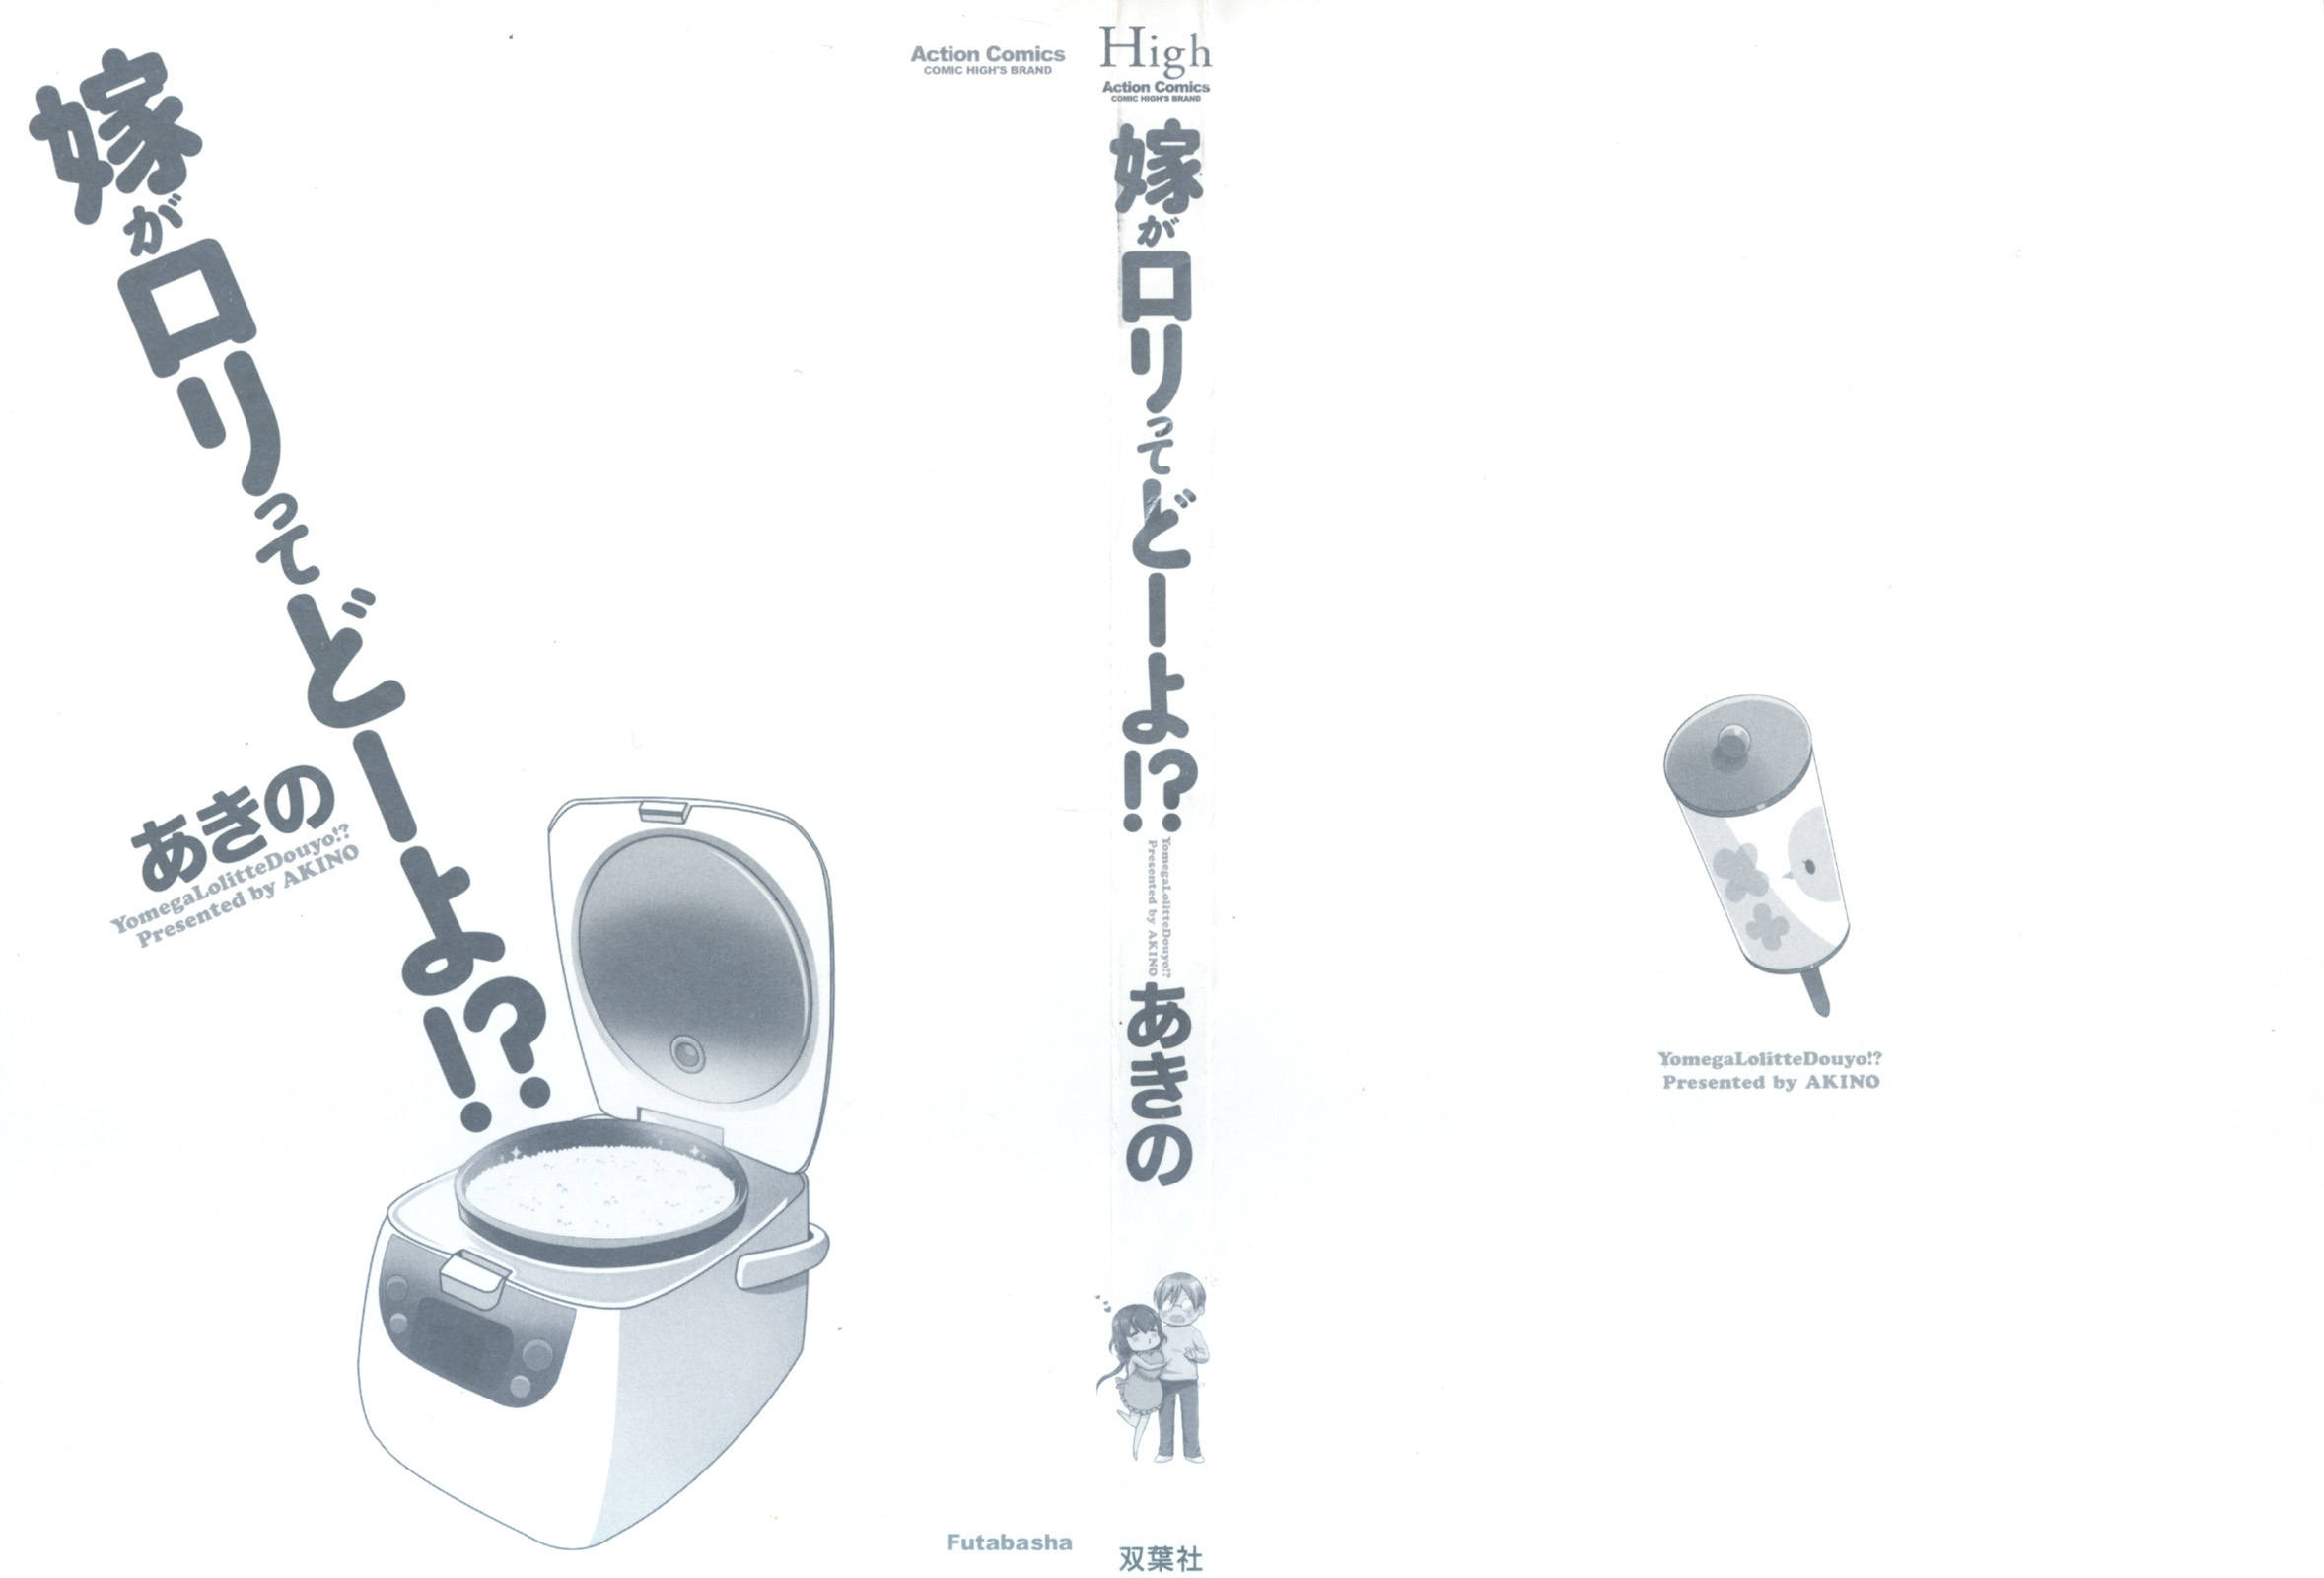 嫁がロリってどーよ!?
あきの
YomegaLolitteDouyo!?
Presented by AKINO
Action Comics
COMIC HIGH'S BRAND
Futabasha
High
Action Comics
COMIC HIGH'S BRAND
嫁がロリってどーよ!?
YomegaLolitteDouyo!?
Presented by AKINO
あきの
双葉社
YomegaLolitteDouyo!?
Presented by AKINO